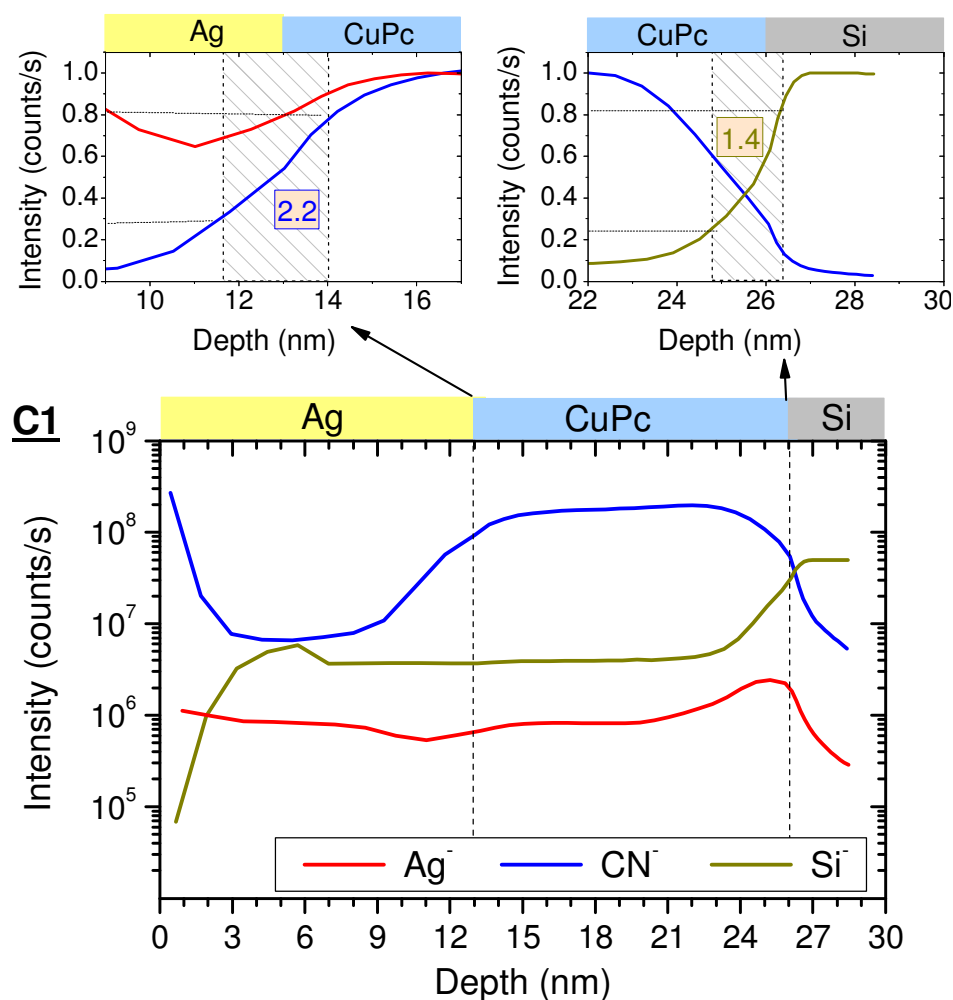 Ag CuPc
CuPc Si
Intensity (counts/s)
1.0
0.8
0.6
0.4
0.2
0.0
2.2
10 12 14 16
Depth (nm)
Intensity (counts/s)
1.0
0.8
0.6
0.4
0.2
0.0
1.4
22 24 26 28 30
Depth (nm)
C1
Ag CuPc Si
Intensity (counts/s)
10⁹
10⁸
10⁷
10⁶
10⁵
Ag⁻ CN⁻ Si⁻
0 3 6 9 12 15 18 21 24 27 30
Depth (nm)